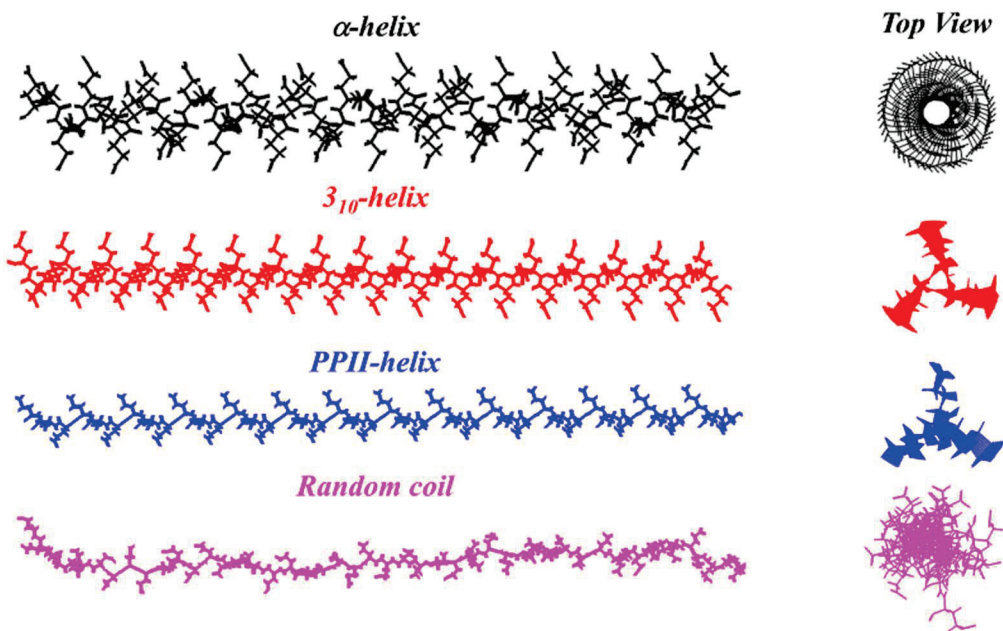 α-helix
Top View
3₁₀-helix
PPII-helix
Random coil